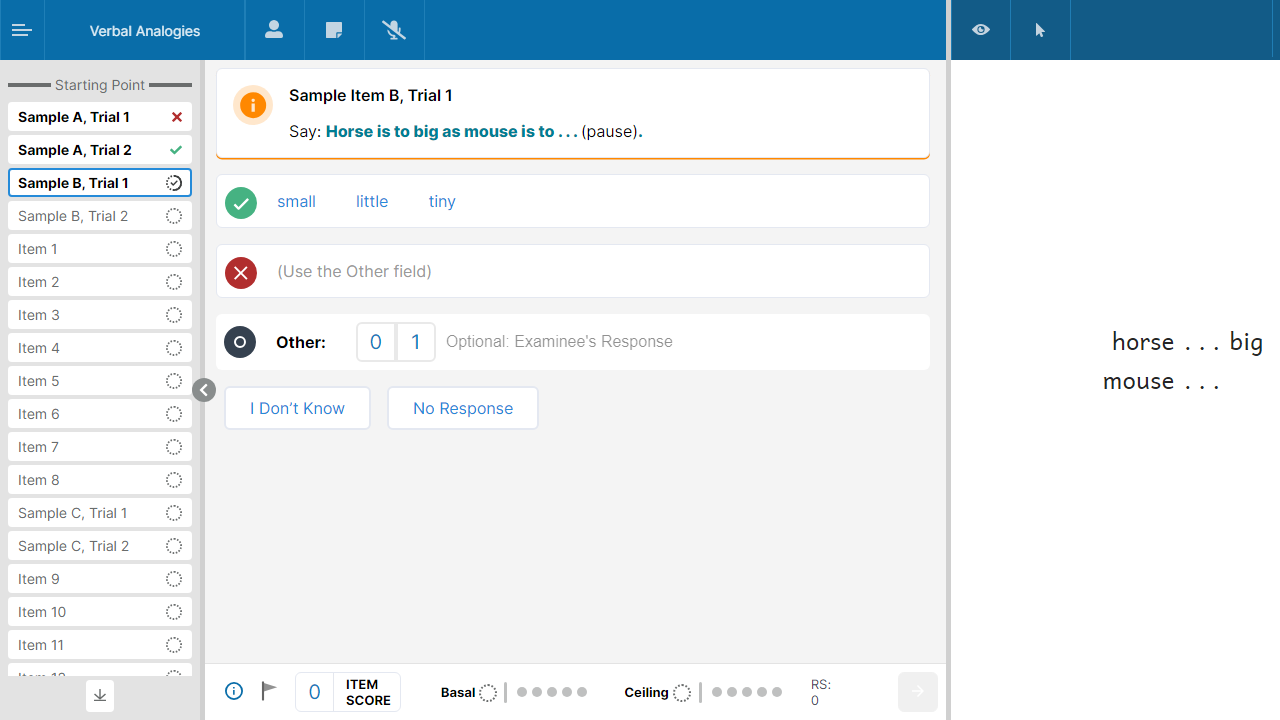 Verbal Analogies
Starting Point
Sample A, Trial 1
Sample A, Trial 2
Sample B, Trial 1
Sample B, Trial 2
Item 1
Item 2
Item 3
Item 4
Item 5
Item 6
Item 7
Item 8
Sample C, Trial 1
Sample C, Trial 2
Item 9
Item 10
Item 11
Sample Item B, Trial 1
Say: Horse is to big as mouse is to . . . (pause).
small little tiny
(Use the Other field)
Other: 0 1 Optional: Examinee's Response
I Don’t Know No Response
0 ITEM SCORE
Basal
Ceiling
RS:
0
horse . . . big
mouse . . .